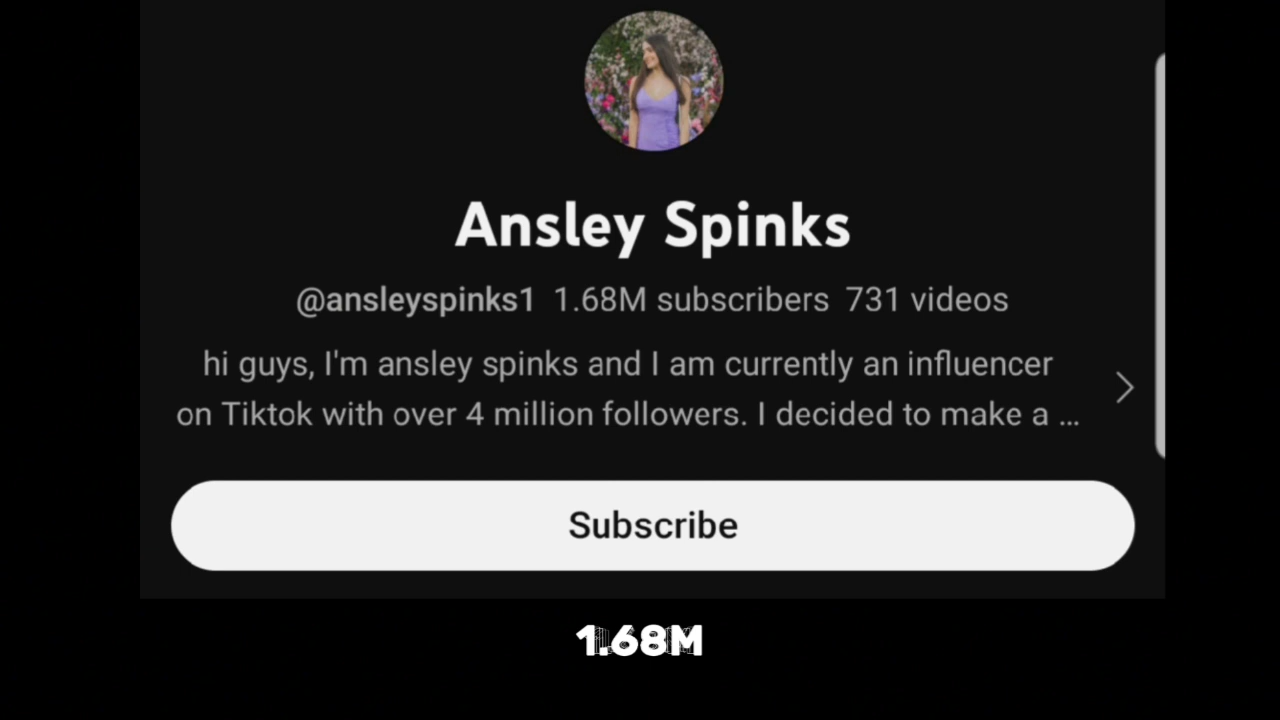 Ansley Spinks
@ansleyspinks1 1.68M subscribers 731 videos
hi guys, I'm ansley spinks and I am currently an influencer
on Tiktok with over 4 million followers. I decided to make a ...
Subscribe
1.68M